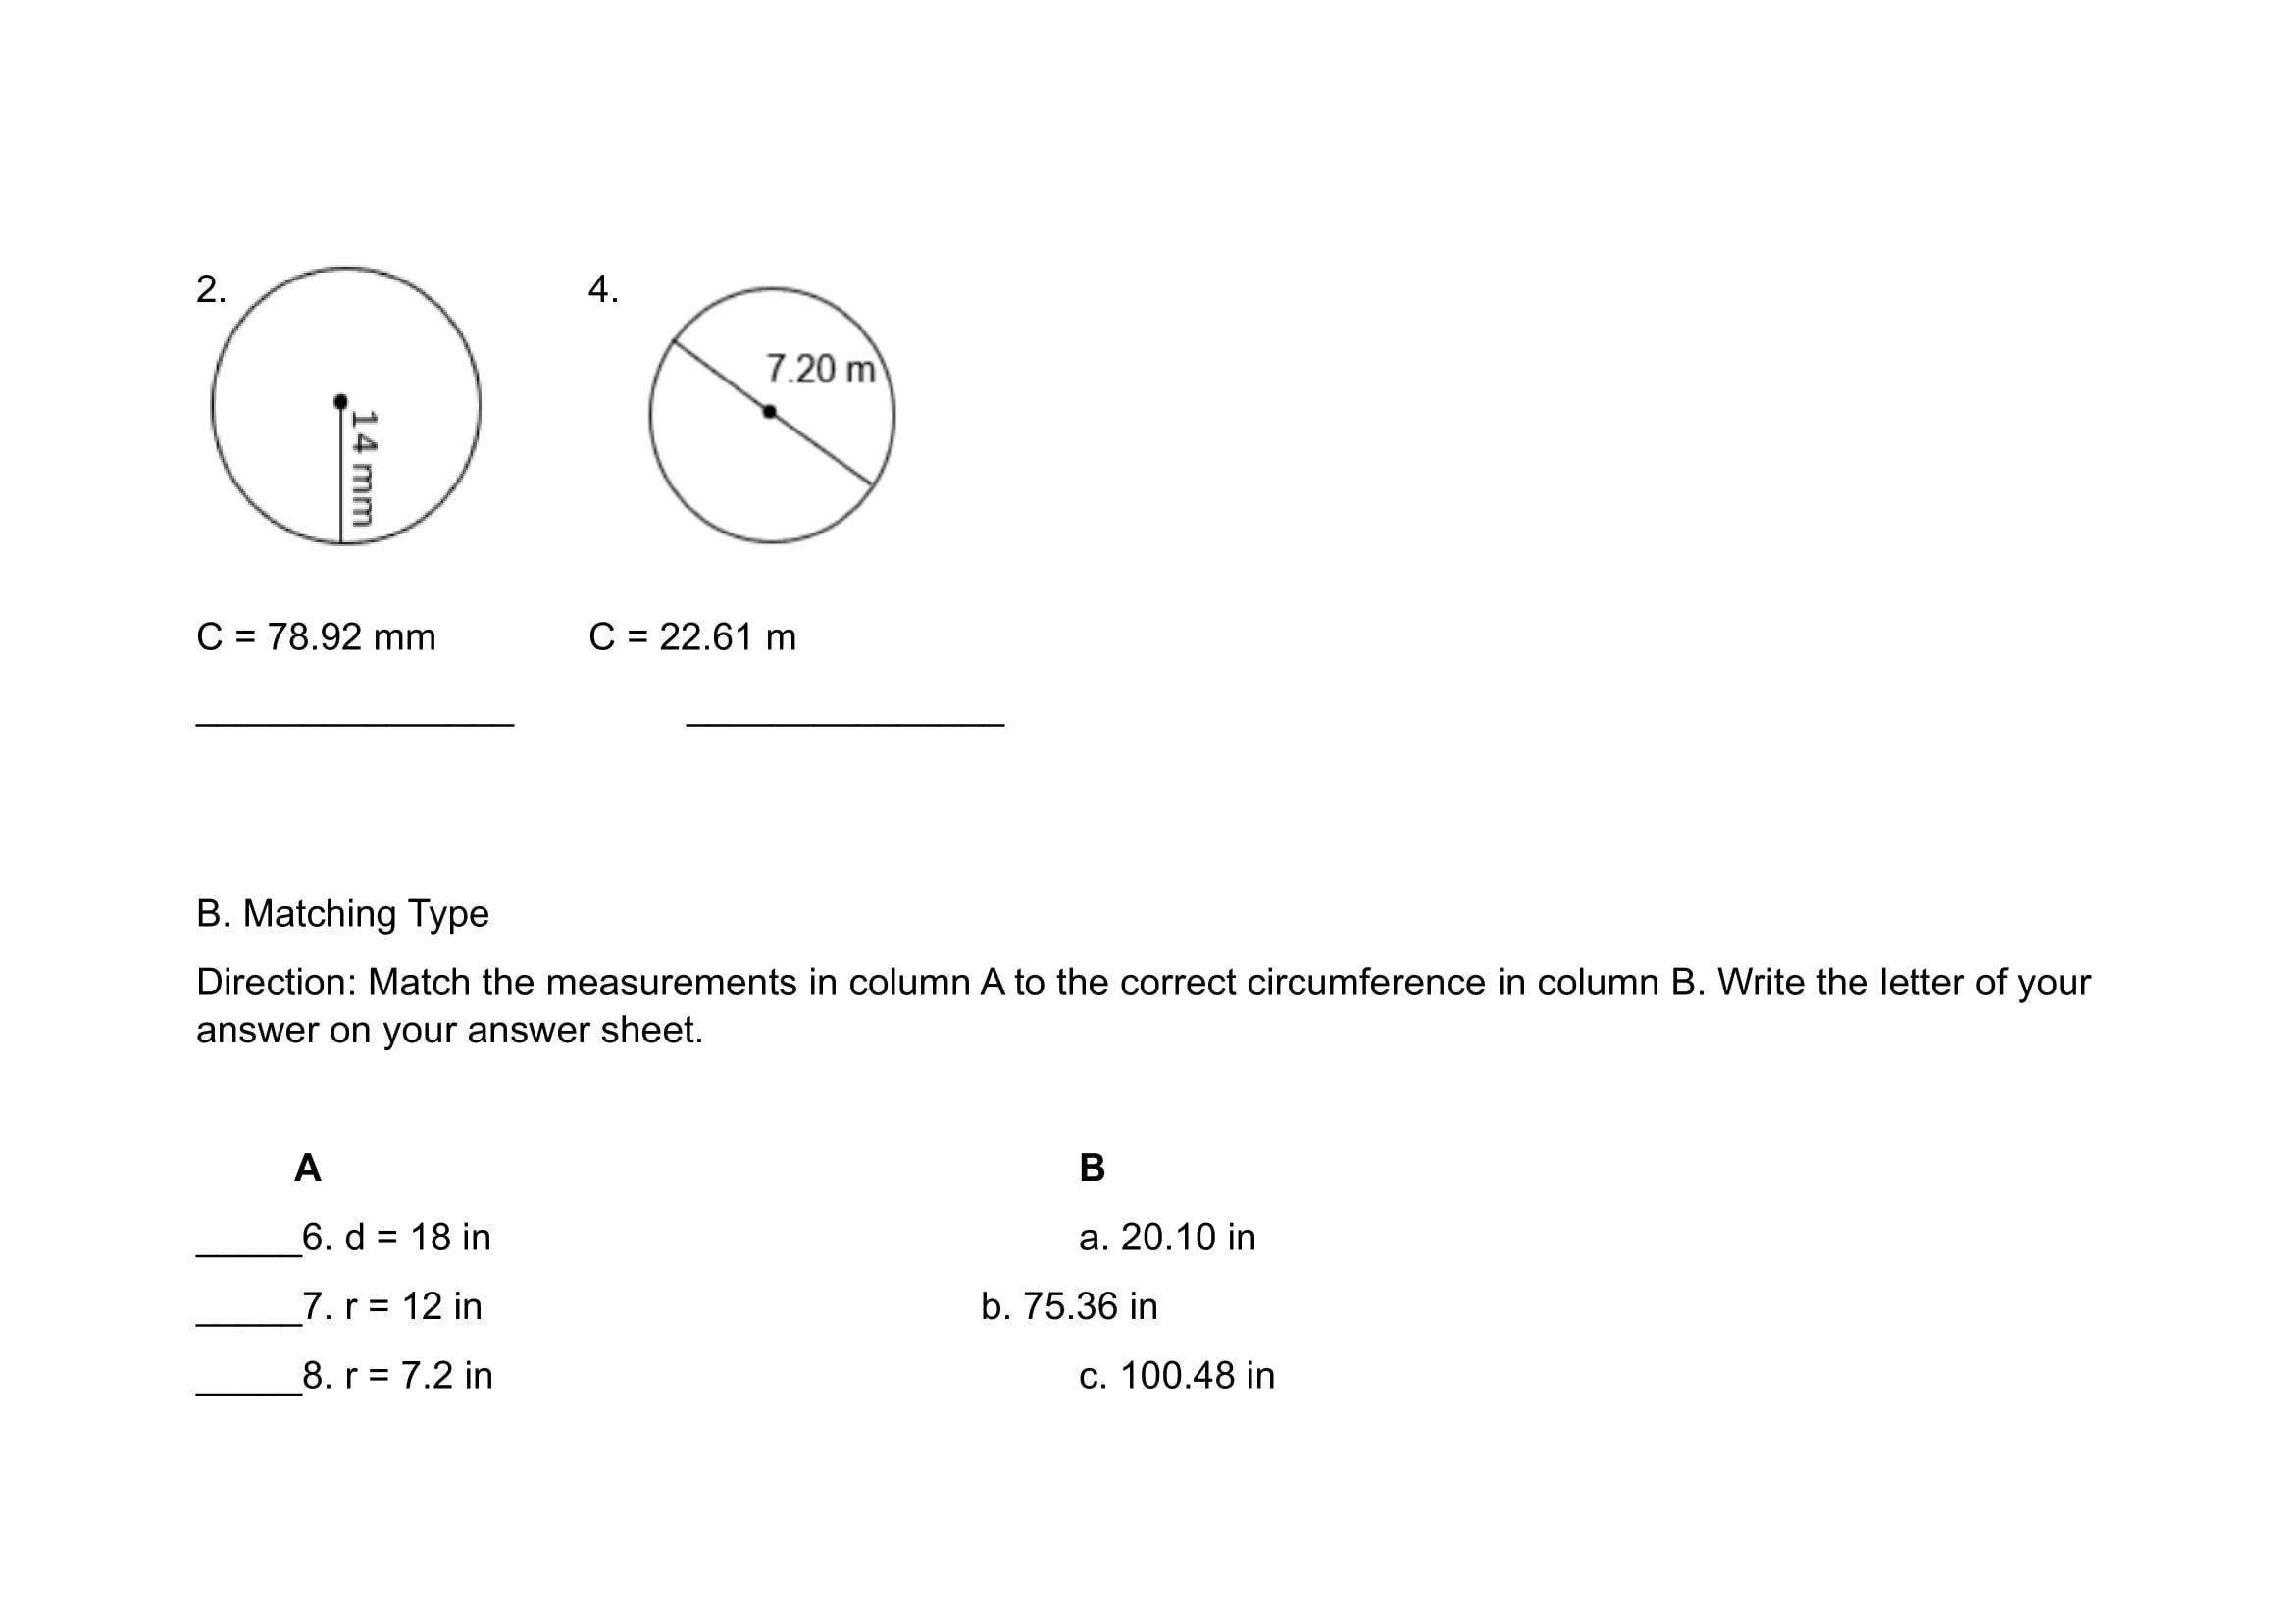 2.
4.
7.20 m
14 mm
C = 78.92 mm
C = 22.61 m
B. Matching Type
Direction: Match the measurements in column A to the correct circumference in column B. Write the letter of your
answer on your answer sheet.
A
B
_____6. d = 18 in
a. 20.10 in
_____7. r = 12 in
b. 75.36 in
_____8. r = 7.2 in
c. 100.48 in